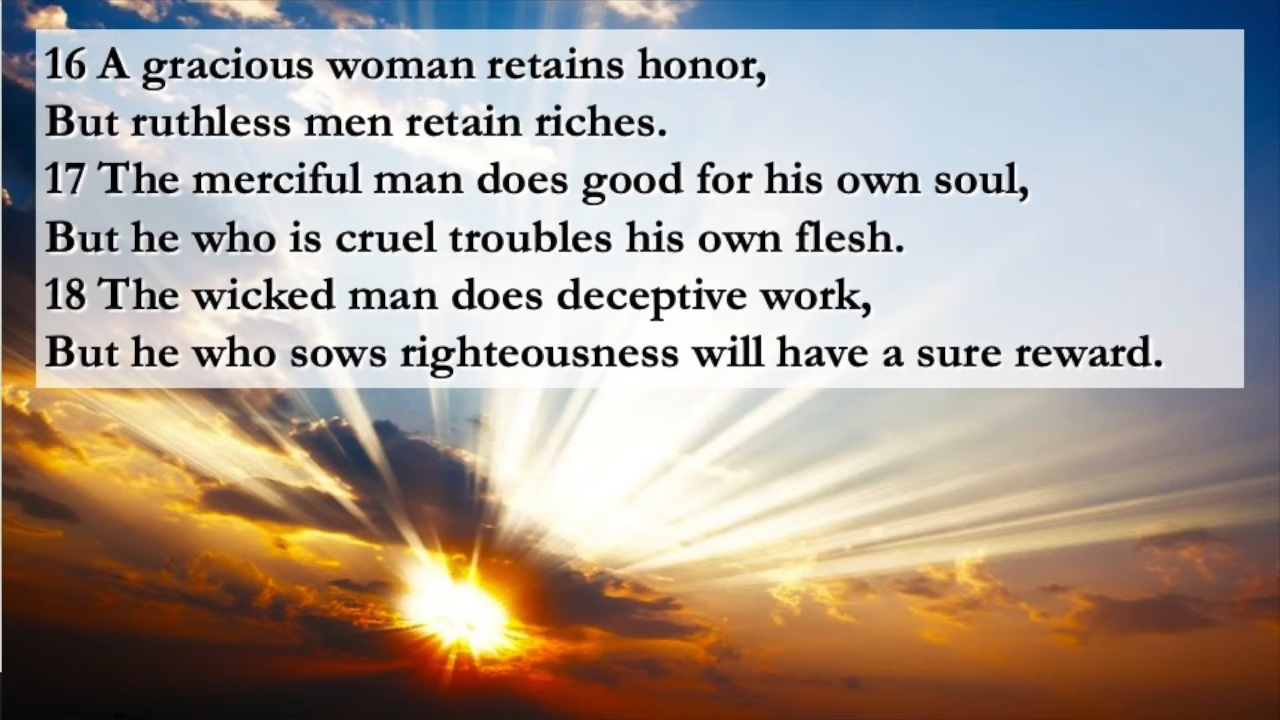 16 A gracious woman retains honor,
But ruthless men retain riches.
17 The merciful man does good for his own soul,
But he who is cruel troubles his own flesh.
18 The wicked man does deceptive work,
But he who sows righteousness will have a sure reward.